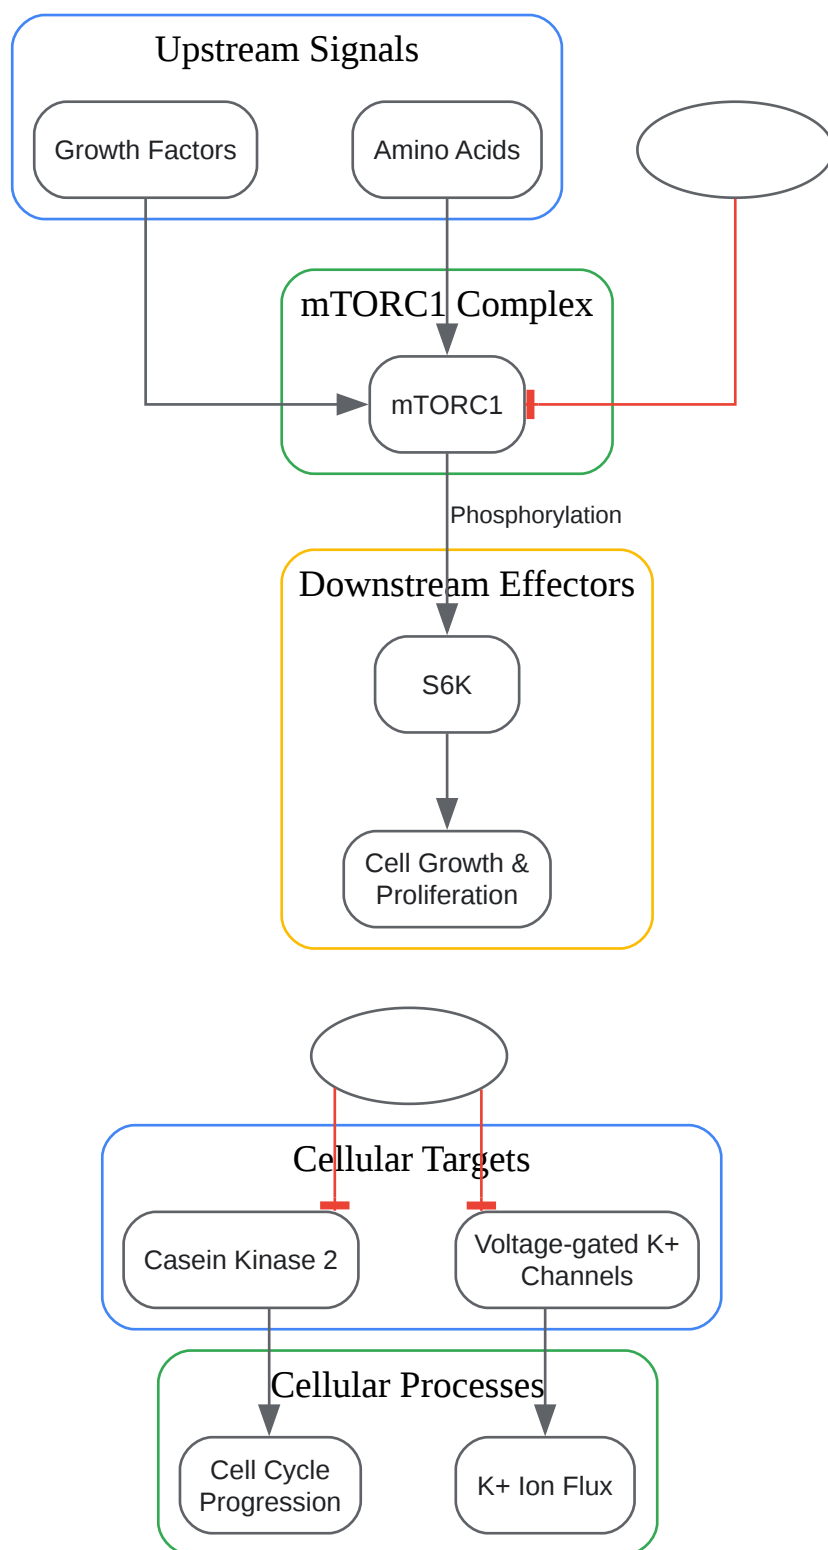 Upstream Signals
Growth Factors
Amino Acids
mTORC1 Complex
mTORC1
Phosphorylation
Downstream Effectors
S6K
Cell Growth &
Proliferation
Cellular Targets
Casein Kinase 2
Voltage-gated K+
Channels
Cellular Processes
Cell Cycle
Progression
K+ Ion Flux